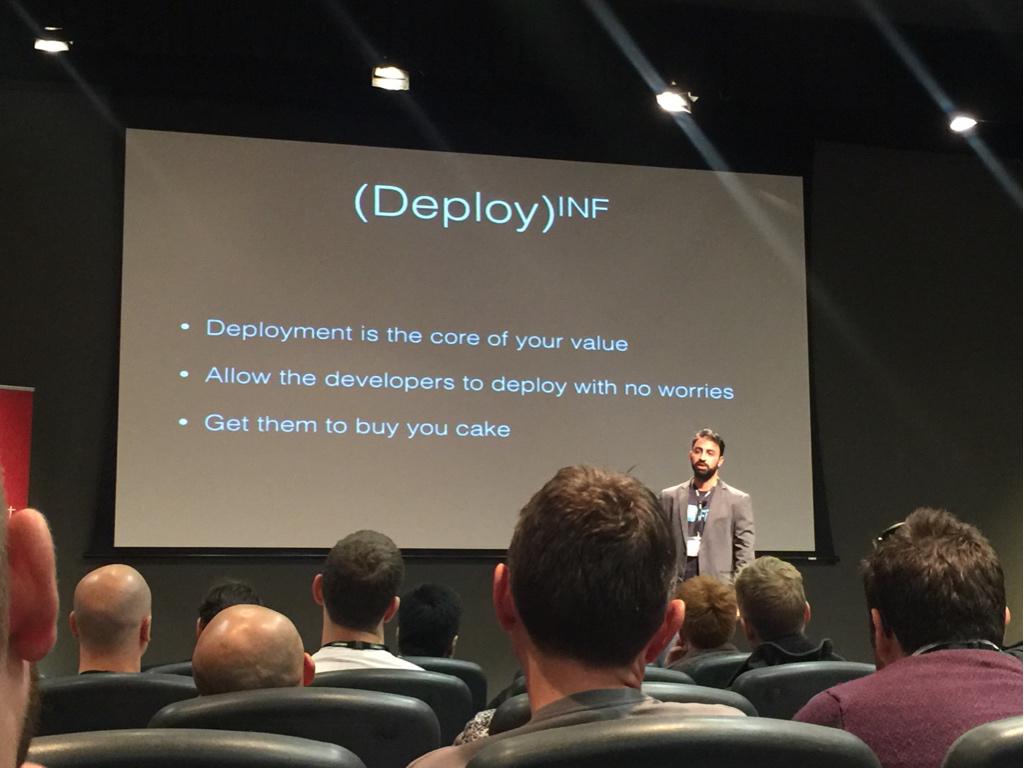 (Deploy)INF
• Deployment is the core of your value
• Allow the developers to deploy with no worries
• Get them to buy you cake